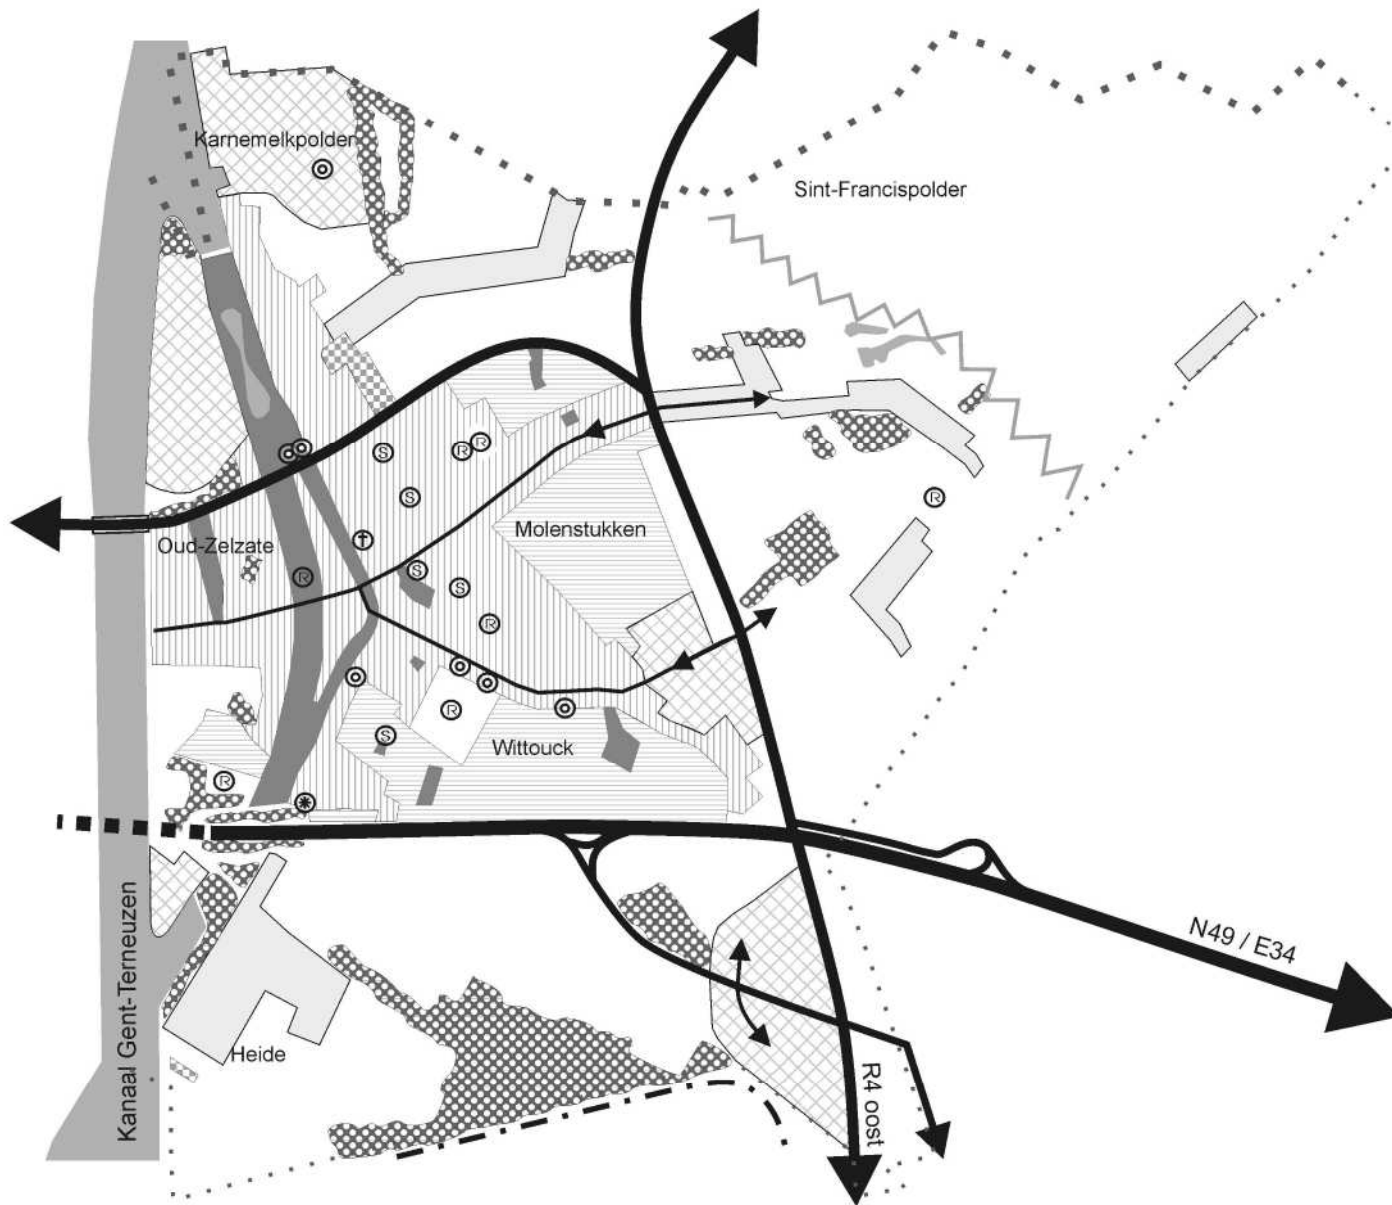 Karnemelkpolder
Sint-Francispolder
S
R
R
S
Molenstukken
Oud-Zelzate
R
S
S
R
R
S
Wittouck
R
N49 / E34
Kanaal Gent-Terneuzen
Heide
R4 oost
R